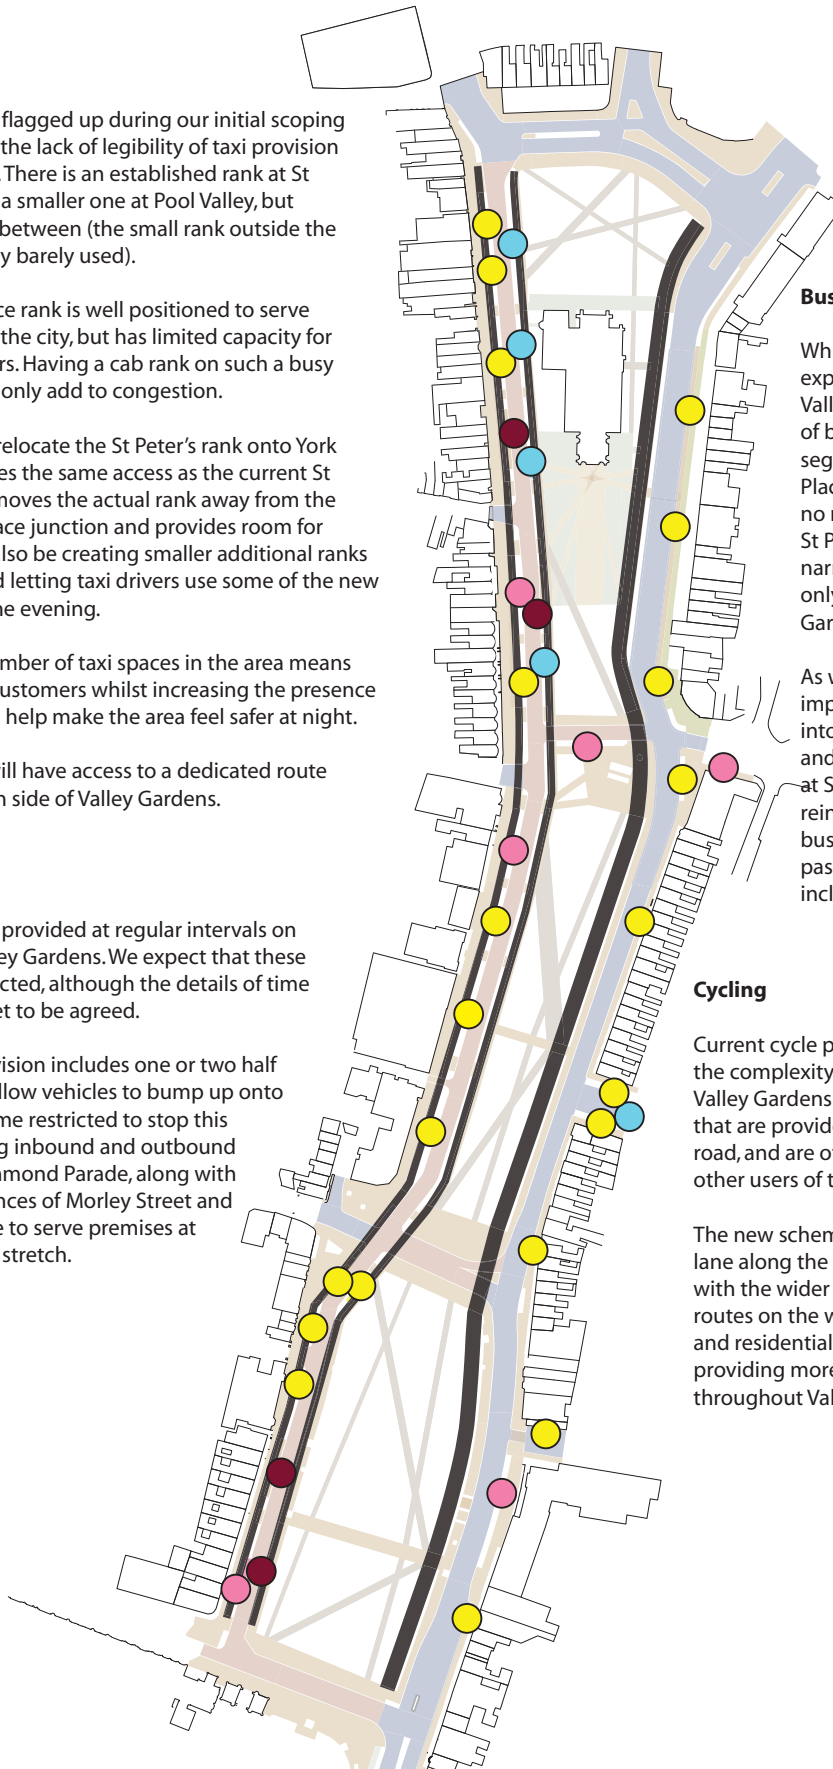 flagged up during our initial scoping
the lack of legibility of taxi provision
. There is an established rank at St
a smaller one at Pool Valley, but
between (the small rank outside the
y barely used).
ce rank is well positioned to serve
the city, but has limited capacity for
rs. Having a cab rank on such a busy
only add to congestion.
relocate the St Peter's rank onto York
es the same access as the current St
moves the actual rank away from the
ace junction and provides room for
also be creating smaller additional ranks
d letting taxi drivers use some of the new
ne evening.
mber of taxi spaces in the area means
customers whilst increasing the presence
help make the area feel safer at night.
will have access to a dedicated route
n side of Valley Gardens.
provided at regular intervals on
ey Gardens. We expect that these
cted, although the details of time
et to be agreed.
vision includes one or two half
llow vehicles to bump up onto
me restricted to stop this
g inbound and outbound
hmond Parade, along with
nces of Morley Street and
e to serve premises at
stretch.
Bus
Wh
exp
Vall
of b
seg
Plac
no r
St P
narr
only
Gar
As w
imp
into
and
at S
rein
bus
pas
incl
Cycling
Current cycle p
the complexity
Valley Gardens
that are provide
road, and are o
other users of t
The new schem
lane along the
with the wider
routes on the w
and residential
providing more
throughout Val